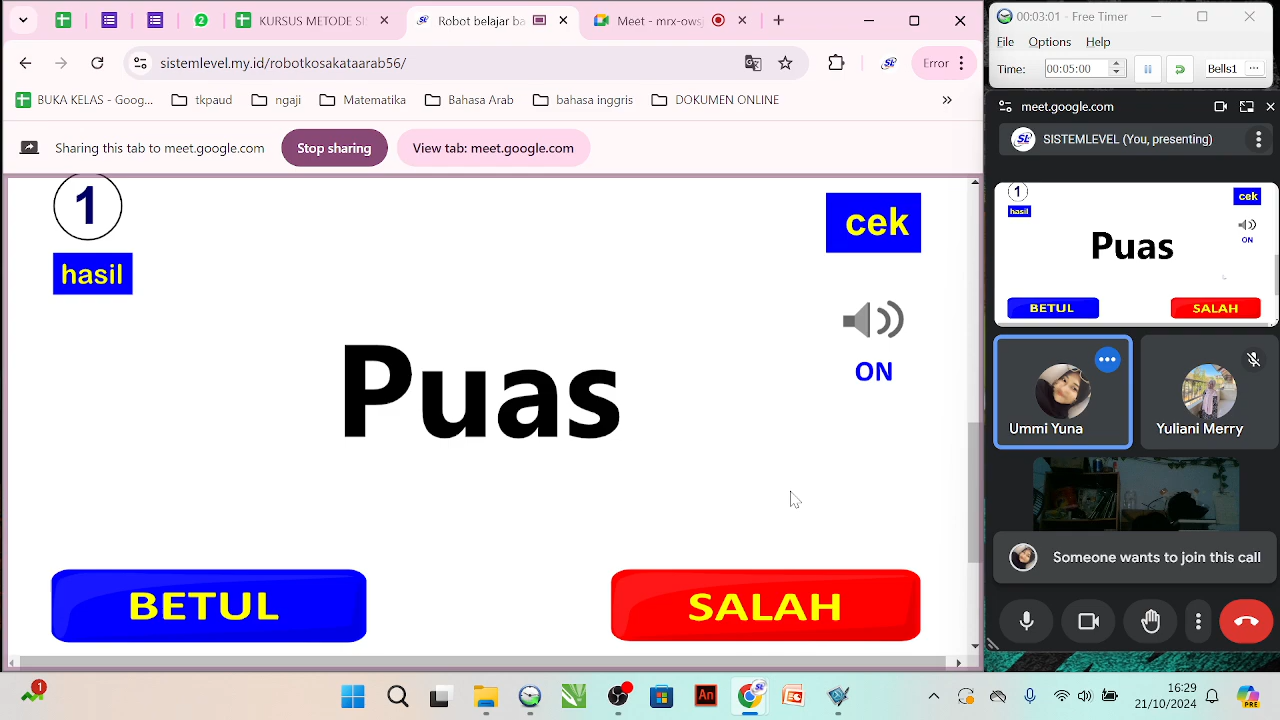 2
KURSUS METODE SI
Robot belajar ba
Meet - mrx-ows
sistemlevel.my.id/robotkosakataarab56/
Error
BUKA KELAS - Goog...
tkpaud
ngaji
Matematika
Bahasa Arab
bahasa inggris
DOKUMEN ONLINE
Sharing this tab to meet.google.com
Stop sharing
View tab: meet.google.com
1
cek
hasil
ON
Puas
BETUL
SALAH
00:03:01 - Free Timer
File Options Help
Time: 00:05:00
Bells1
meet.google.com
SISTEMLEVEL (You, presenting)
1
cek
hasil
ON
Puas
BETUL
SALAH
Ummi Yuna
Yuliani Merry
Someone wants to join this call
1
An
16:29
21/10/2024
PRE